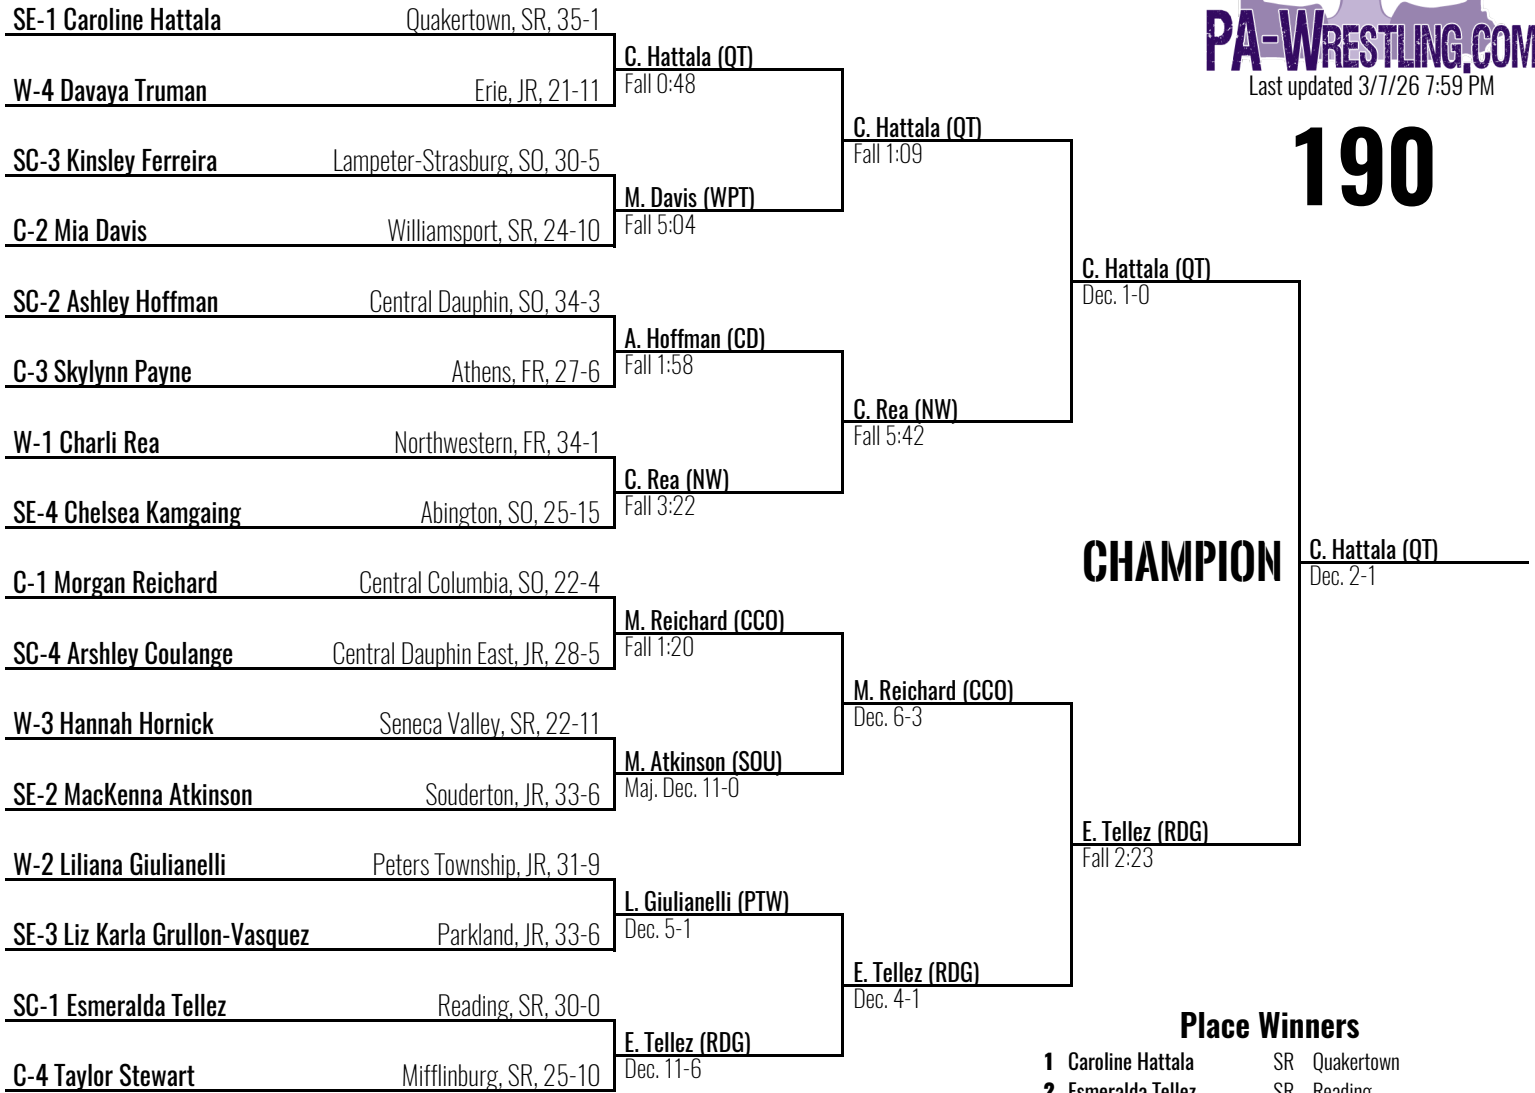 SE-1 Caroline Hattala Quakertown, SR, 35-1
W-4 Davaya Truman Erie, JR, 21-11
SC-3 Kinsley Ferreira Lampeter-Strasburg, SO, 30-5
C-2 Mia Davis Williamsport, SR, 24-10
SC-2 Ashley Hoffman Central Dauphin, SO, 34-3
C-3 Skylynn Payne Athens, FR, 27-6
W-1 Charli Rea Northwestern, FR, 34-1
SE-4 Chelsea Kamgaing Abington, SO, 25-15
C-1 Morgan Reichard Central Columbia, SO, 22-4
SC-4 Arshley Coulange Central Dauphin East, JR, 28-5
W-3 Hannah Hornick Seneca Valley, SR, 22-11
SE-2 MacKenna Atkinson Souderton, JR, 33-6
W-2 Liliana Giulianelli Peters Township, JR, 31-9
SE-3 Liz Karla Grullon-Vasquez Parkland, JR, 33-6
SC-1 Esmeralda Tellez Reading, SR, 30-0
C-4 Taylor Stewart Mifflinburg, SR, 25-10
C. Hattala (QT)
Fall 0:48
M. Davis (WPT)
Fall 5:04
A. Hoffman (CD)
Fall 1:58
C. Rea (NW)
Fall 3:22
M. Reichard (CCO)
Fall 1:20
M. Atkinson (SOU)
Maj. Dec. 11-0
L. Giulianelli (PTW)
Dec. 5-1
E. Tellez (RDG)
Dec. 11-6
C. Hattala (QT)
Fall 1:09
C. Rea (NW)
Fall 5:42
M. Reichard (CCO)
Dec. 6-3
E. Tellez (RDG)
Dec. 4-1
C. Hattala (QT)
Dec. 1-0
E. Tellez (RDG)
Fall 2:23
CHAMPION
C. Hattala (QT)
Dec. 2-1
PA-WRESTLING.COM
Last updated 3/7/26 7:59 PM
190
Place Winners
1 Caroline Hattala SR Quakertown
2 Esmeralda Tellez SR Reading